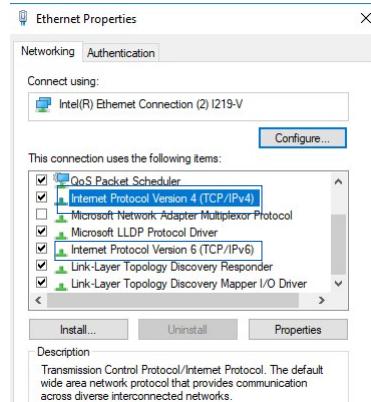 Ethernet Properties
Networking Authentication
Connect using:
Intel(R) Ethernet Connection (2) I219-V
Configure...
This connection uses the following items:
QoS Packet Scheduler
Internet Protocol Version 4 (TCP/IPv4)
Microsoft Network Adapter Multiplexor Protocol
Microsoft LLDP Protocol Driver
Internet Protocol Version 6 (TCP/IPv6)
Link-Layer Topology Discovery Responder
Link-Layer Topology Discovery Mapper I/O Driver
Install... Uninstall Properties
Description
Transmission Control Protocol/Internet Protocol. The default
wide area network protocol that provides communication
across diverse interconnected networks.